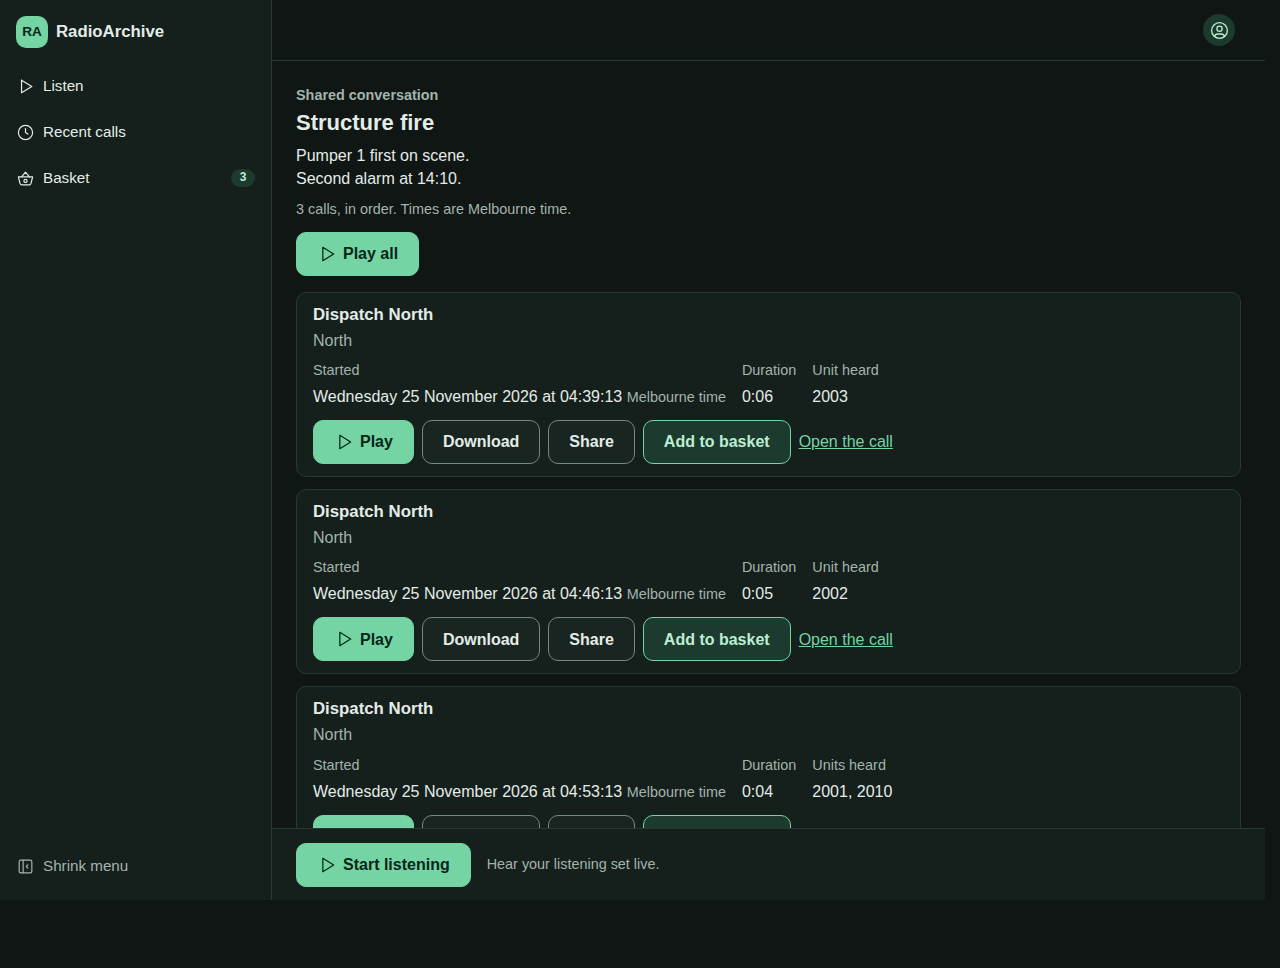 RA RadioArchive
Listen
Recent calls
Basket 3
Shrink menu
Shared conversation
Structure fire
Pumper 1 first on scene.
Second alarm at 14:10.
3 calls, in order. Times are Melbourne time.
Play all
Dispatch North
North
Started Duration Unit heard
Wednesday 25 November 2026 at 04:39:13 Melbourne time 0:06 2003
Play Download Share Add to basket Open the call
Dispatch North
North
Started Duration Unit heard
Wednesday 25 November 2026 at 04:46:13 Melbourne time 0:05 2002
Play Download Share Add to basket Open the call
Dispatch North
North
Started Duration Units heard
Wednesday 25 November 2026 at 04:53:13 Melbourne time 0:04 2001, 2010
Start listening Hear your listening set live.